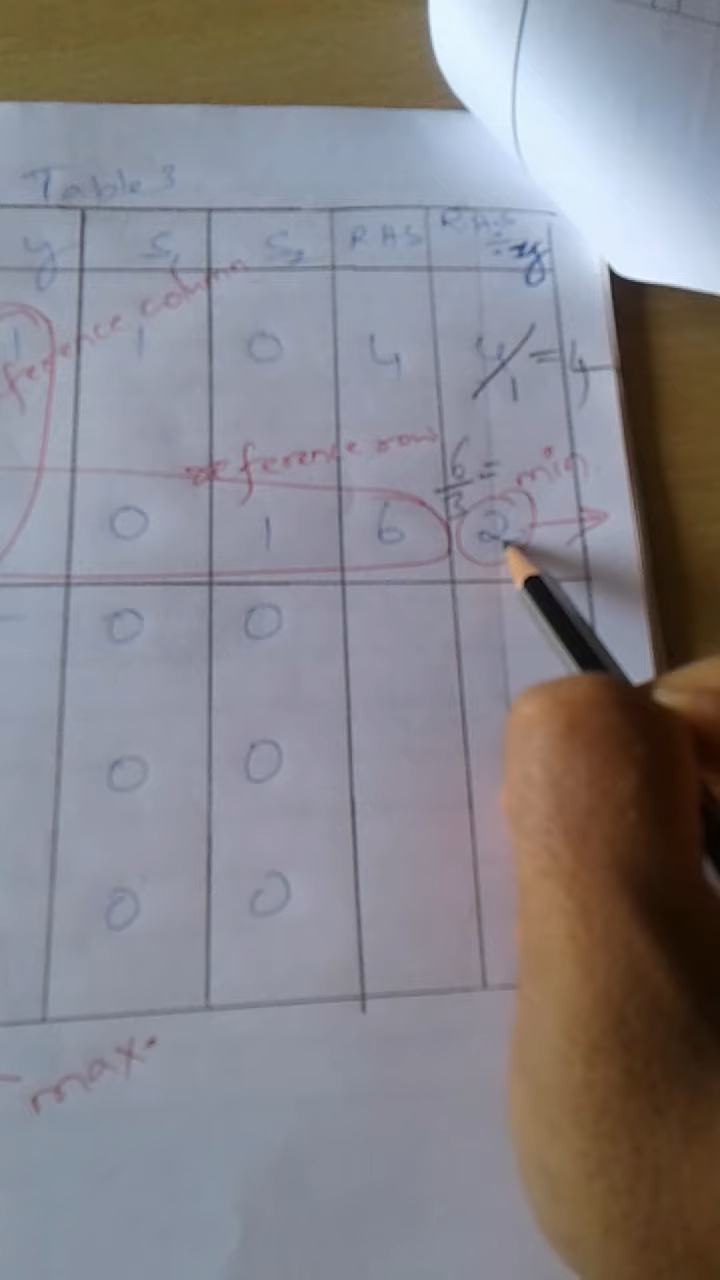 Table 3
y S₁ S₂ RHS RHS ÷ y
reference column
1 1 0 4 4/1 = 4
reference row
6/3 =
min.
0 1 6 2
0 0
0 0
0 0
max.